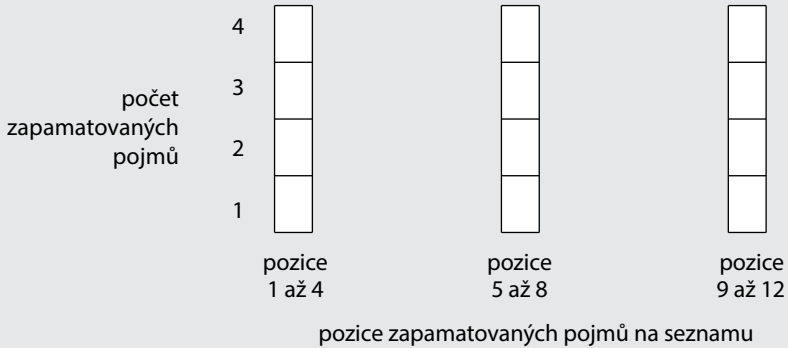 4
3
2
1
počet
zapamatovaných
pojmů
pozice
1 až 4
pozice
5 až 8
pozice
9 až 12
pozice zapamatovaných pojmů na seznamu